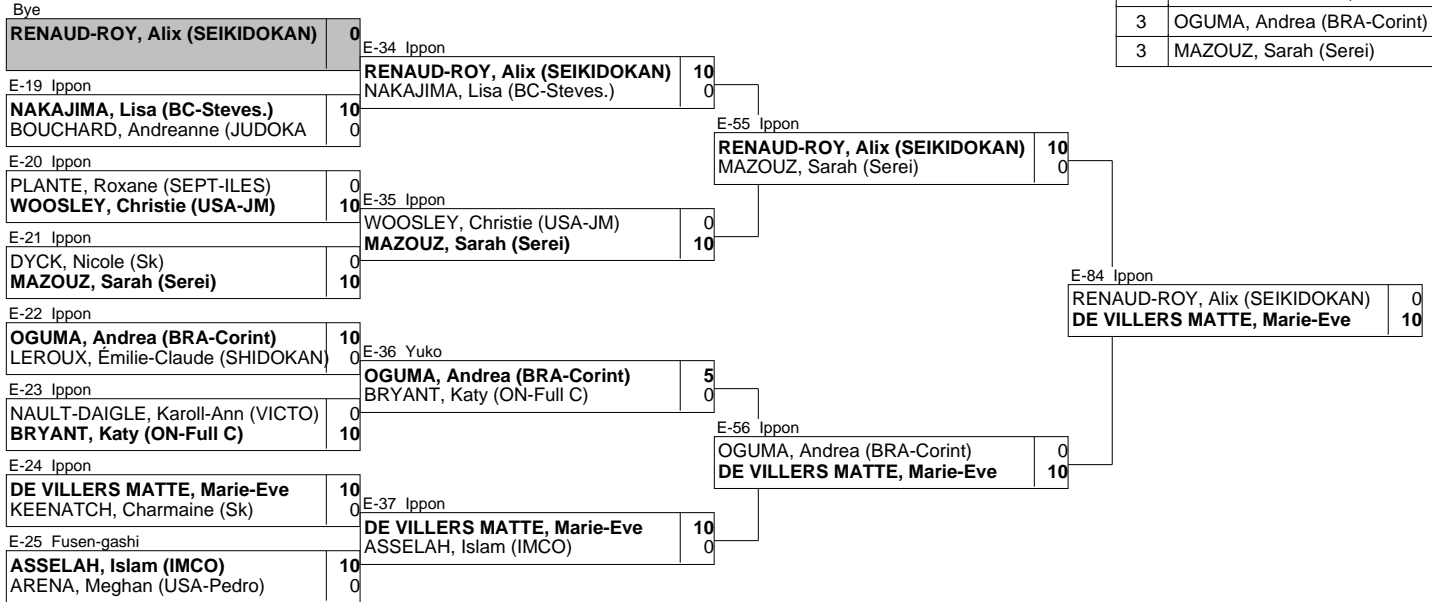 Bye
RENAUD-ROY, Alix (SEIKIDOKAN) 0
E-19 Ippon
NAKAJIMA, Lisa (BC-Steves.) 10
BOUCHARD, Andreanne (JUDOKA 0
E-20 Ippon
PLANTE, Roxane (SEPT-ILES) 0
WOOSLEY, Christie (USA-JM) 10
E-21 Ippon
DYCK, Nicole (Sk) 0
MAZOUZ, Sarah (Serei) 10
E-22 Ippon
OGUMA, Andrea (BRA-Corint) 10
LEROUX, Émilie-Claude (SHIDOKAN) 0
E-23 Ippon
NAULT-DAIGLE, Karoll-Ann (VICTO) 0
BRYANT, Katy (ON-Full C) 10
E-24 Ippon
DE VILLERS MATTE, Marie-Eve 10
KEENATCH, Charmaine (Sk) 0
E-25 Fusen-gashi
ASSELAH, Islam (IMCO) 10
ARENA, Meghan (USA-Pedro) 0
E-34 Ippon
RENAUD-ROY, Alix (SEIKIDOKAN) 10
NAKAJIMA, Lisa (BC-Steves.) 0
E-35 Ippon
WOOSLEY, Christie (USA-JM) 0
MAZOUZ, Sarah (Serei) 10
E-36 Yuko
OGUMA, Andrea (BRA-Corint) 5
BRYANT, Katy (ON-Full C) 0
E-37 Ippon
DE VILLERS MATTE, Marie-Eve 10
ASSELAH, Islam (IMCO) 0
E-55 Ippon
RENAUD-ROY, Alix (SEIKIDOKAN) 10
MAZOUZ, Sarah (Serei) 0
E-56 Ippon
OGUMA, Andrea (BRA-Corint) 0
DE VILLERS MATTE, Marie-Eve 10
E-84 Ippon
RENAUD-ROY, Alix (SEIKIDOKAN) 0
DE VILLERS MATTE, Marie-Eve 10
3 OGUMA, Andrea (BRA-Corint)
3 MAZOUZ, Sarah (Serei)